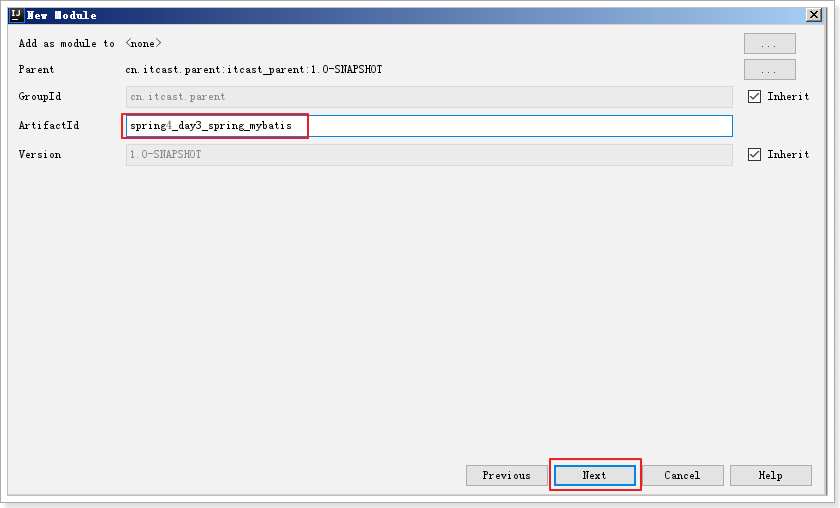 IJ New Module
Add as module to <none> ...
Parent cn.itcast.parent:itcast_parent:1.0-SNAPSHOT ...
GroupId cn.itcast.parent Inherit
ArtifactId spring4_day3_spring_mybatis
Version 1.0-SNAPSHOT Inherit
Previous Next Cancel Help